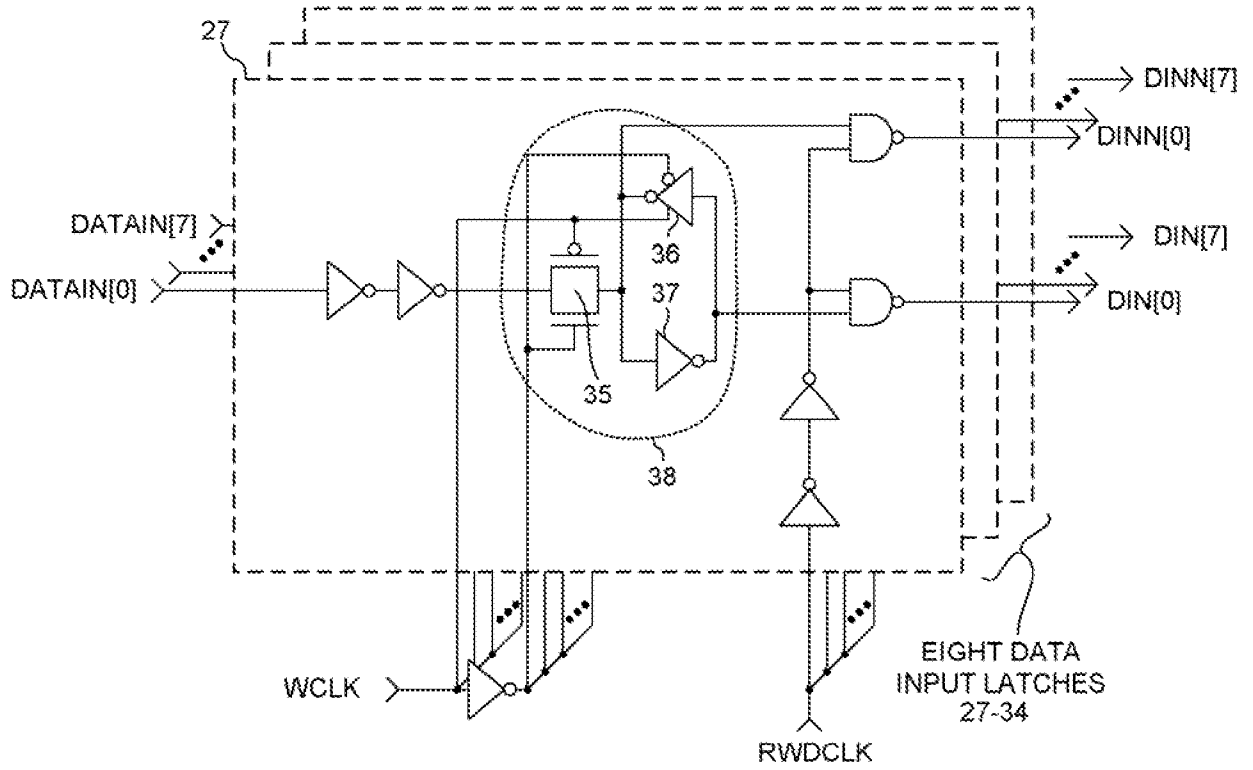 27
DINN[7]
DINN[0]
DATAIN[7]
DATAIN[0]
36
37
35
38
DIN[7]
DIN[0]
WCLK
RWDCLK
EIGHT DATA
INPUT LATCHES
27-34